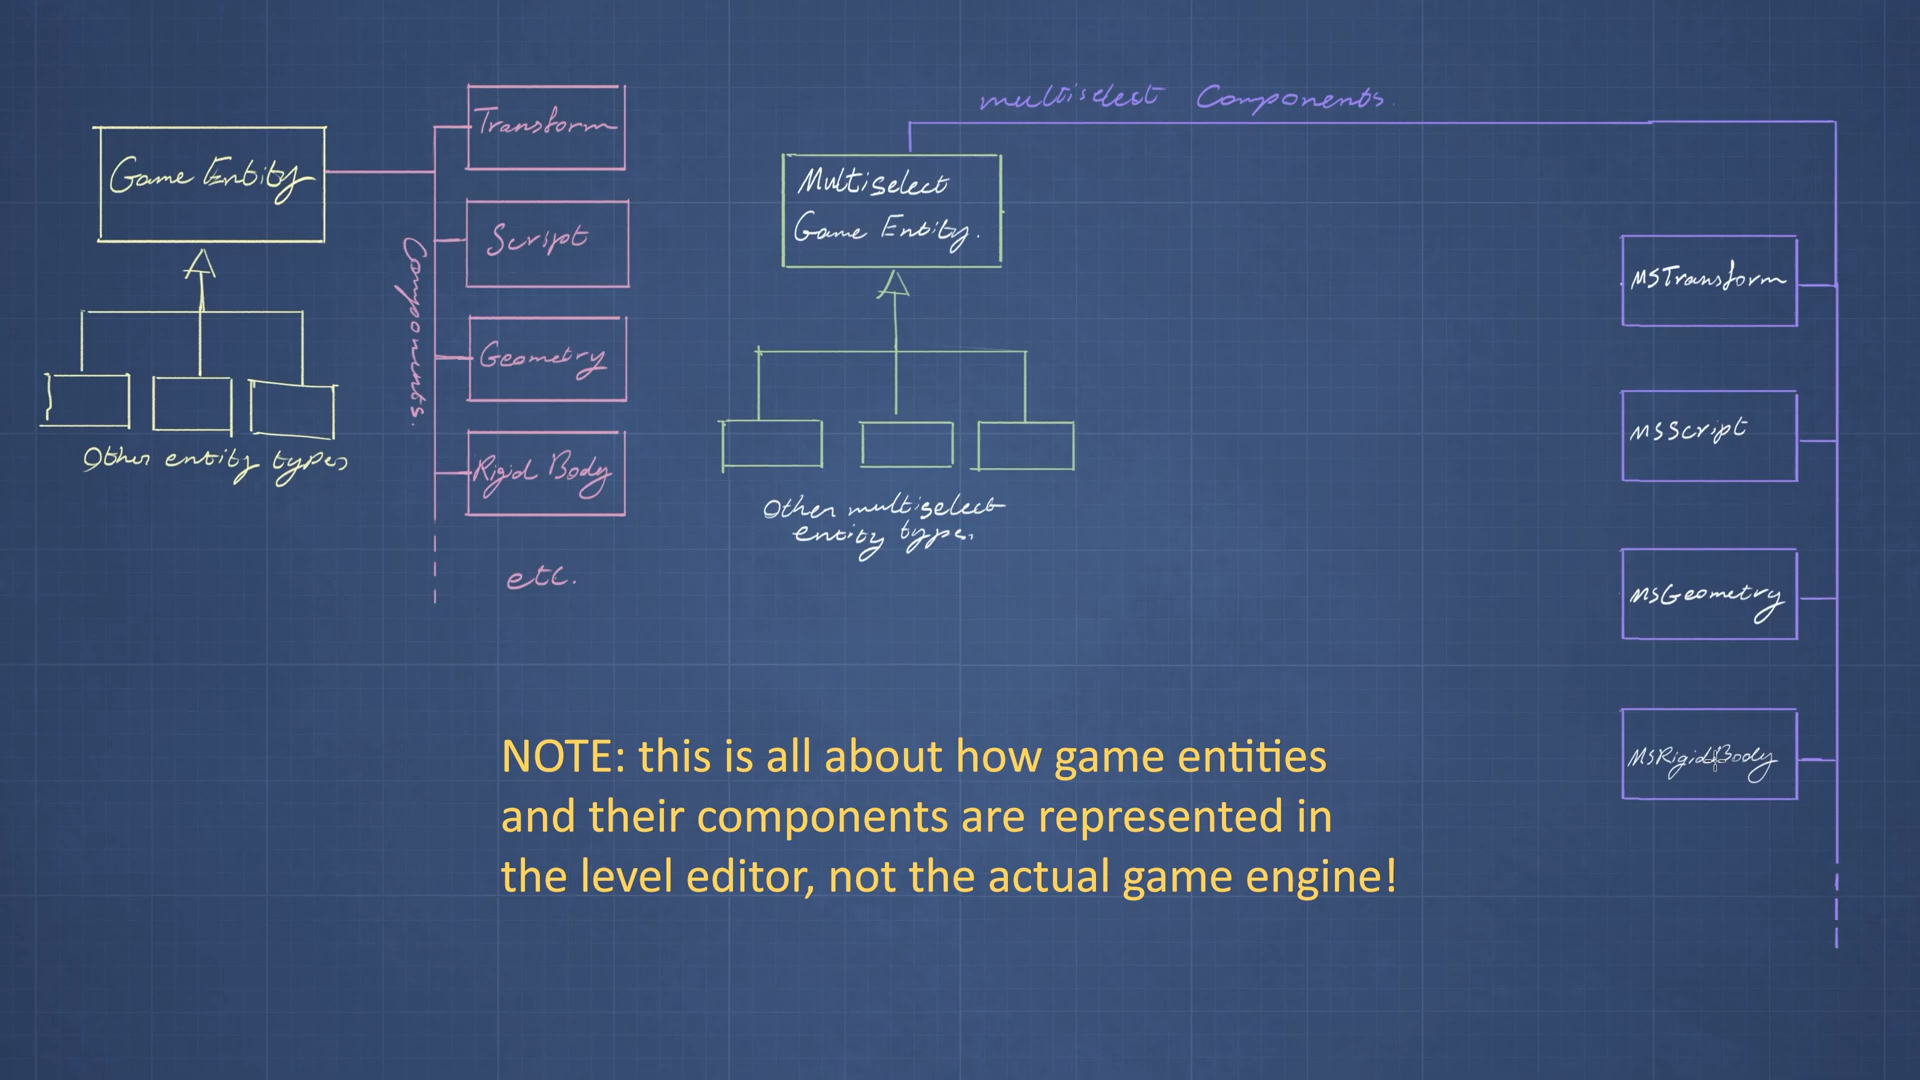 Game Entity
Other entity types
Components.
Transform
Script
Geometry
Rigid Body
etc.
multiselect Components.
Multiselect
Game Entity.
Other multiselect
entity types.
MSTransform
MSScript
MSGeometry
MSRigidBody
NOTE: this is all about how game entities
and their components are represented in
the level editor, not the actual game engine!